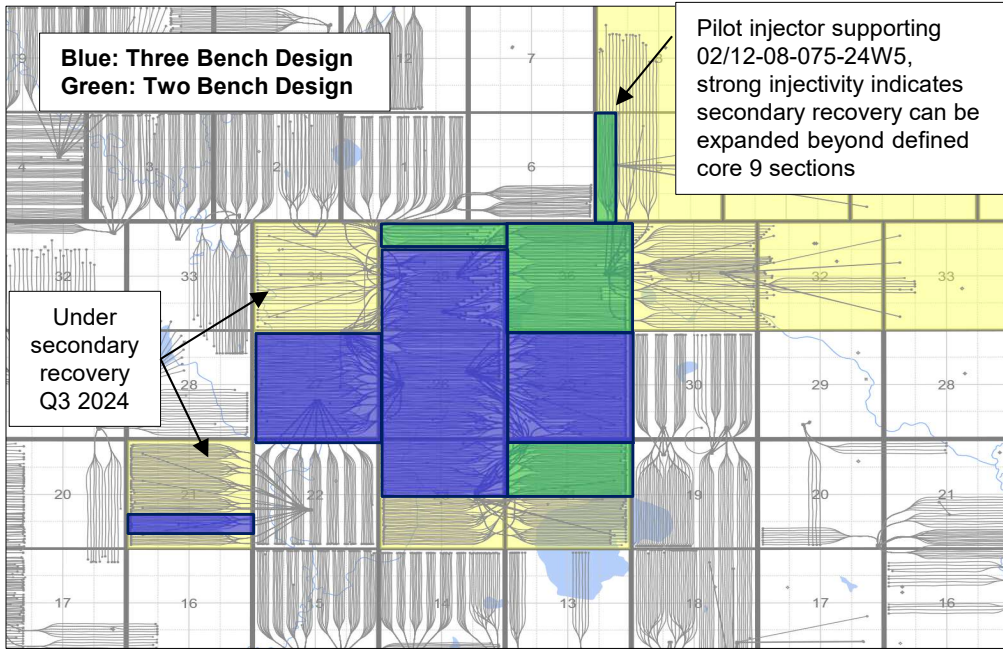 Blue: Three Bench Design
Green: Two Bench Design
Pilot injector supporting
02/12-08-075-24W5,
strong injectivity indicates
secondary recovery can be
expanded beyond defined
core 9 sections
Under
secondary
recovery
Q3 2024
9
12
7
4
3
2
1
6
5
32
33
34
35
36
31
32
33
28
30
29
28
20
21
22
19
20
21
17
16
15
14
13
18
17
16